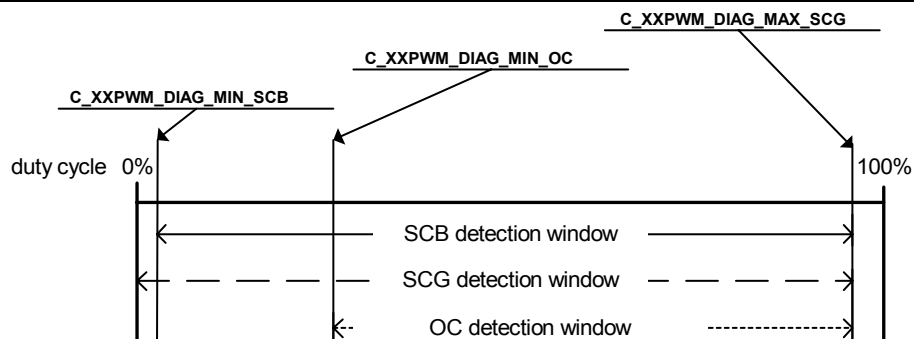 C_XXPWM_DIAG_MAX_SCG
C_XXPWM_DIAG_MIN_OC
C_XXPWM_DIAG_MIN_SCB
duty cycle 0% 100%
SCB detection window
SCG detection window
OC detection window